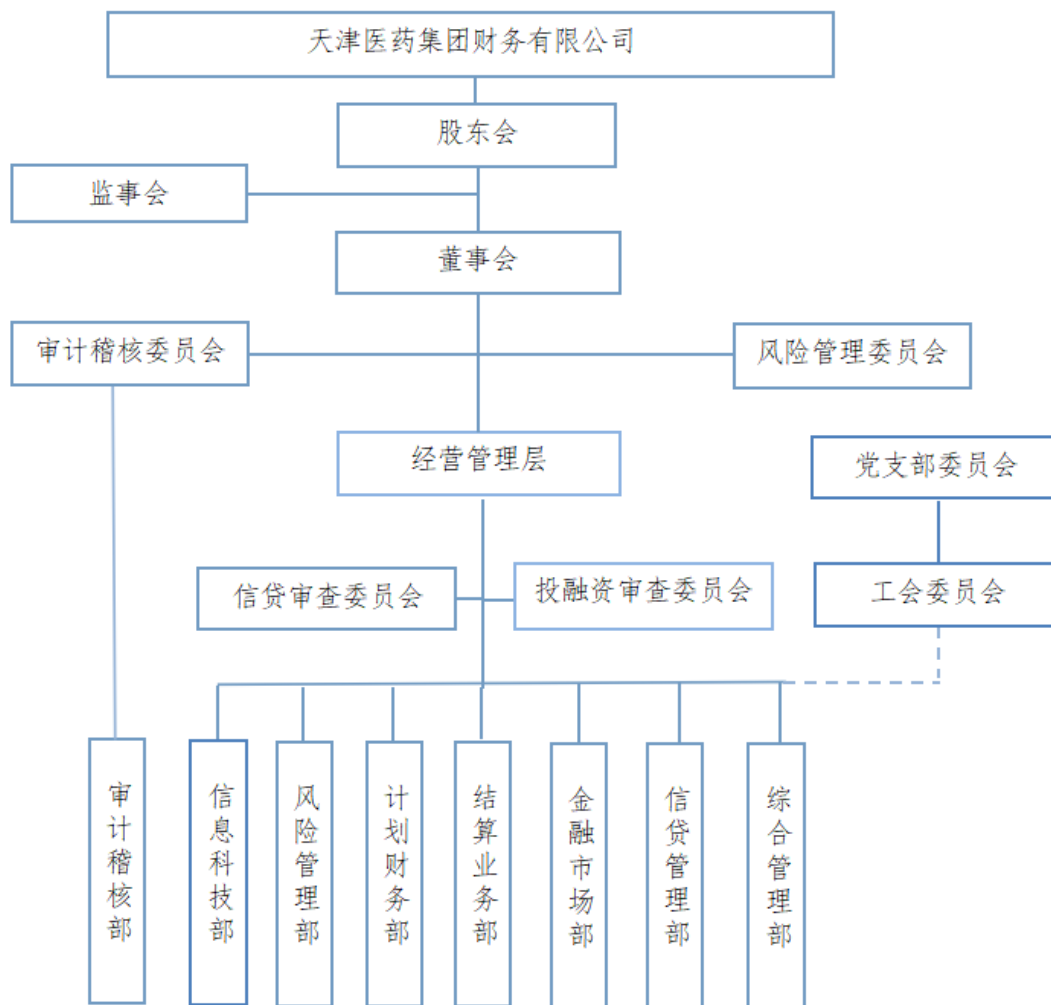 天津医药集团财务有限公司
股东会
监事会
董事会
审计稽核委员会
风险管理委员会
经营管理层
党支部委员会
信贷审查委员会
投融资审查委员会
工会委员会
审计稽核部
信息科技部
风险管理部
计划财务部
结算业务部
金融市场部
信贷管理部
综合管理部